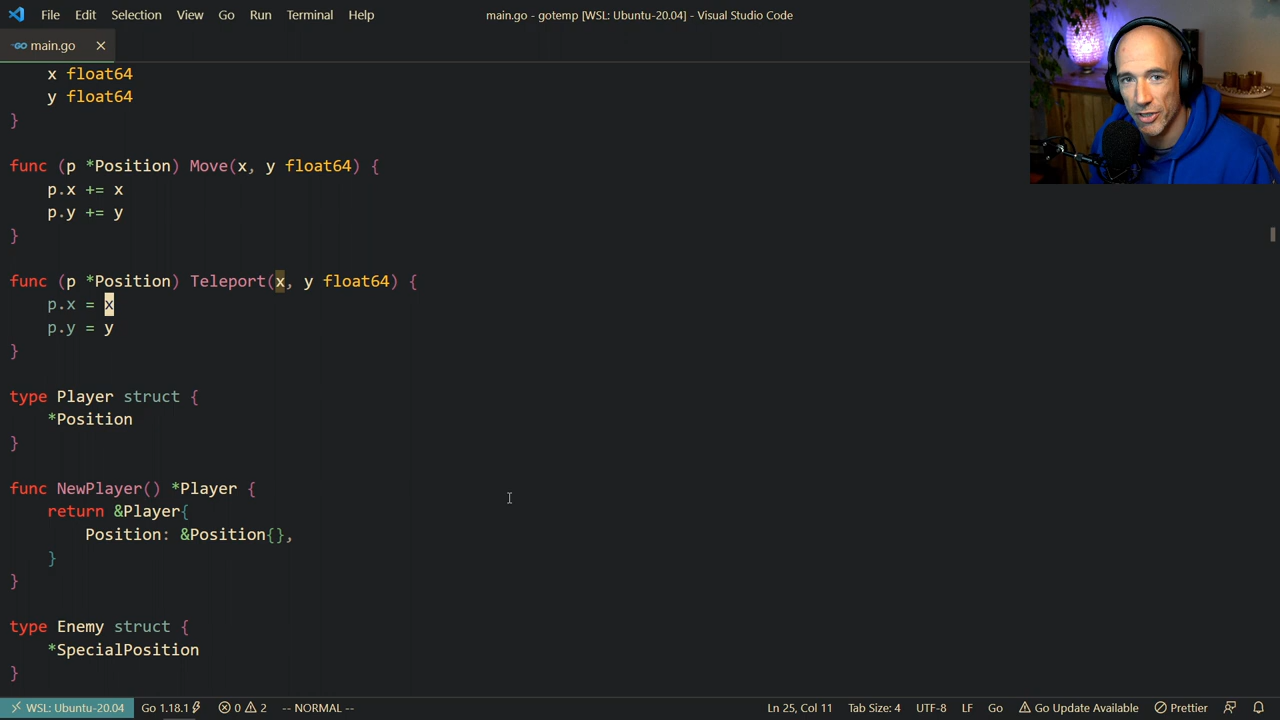 File Edit Selection View Go Run Terminal Help main.go - gotemp [WSL: Ubuntu-20.04] - Visual Studio Code
main.go
x float64
y float64
}
func (p *Position) Move(x, y float64) {
p.x += x
p.y += y
}
func (p *Position) Teleport(x, y float64) {
p.x = x
p.y = y
}
type Player struct {
*Position
}
func NewPlayer() *Player {
return &Player{
Position: &Position{},
}
}
type Enemy struct {
*SpecialPosition
}
WSL: Ubuntu-20.04 Go 1.18.1 0 2 -- NORMAL -- Ln 25, Col 11 Tab Size: 4 UTF-8 LF Go Go Update Available Prettier